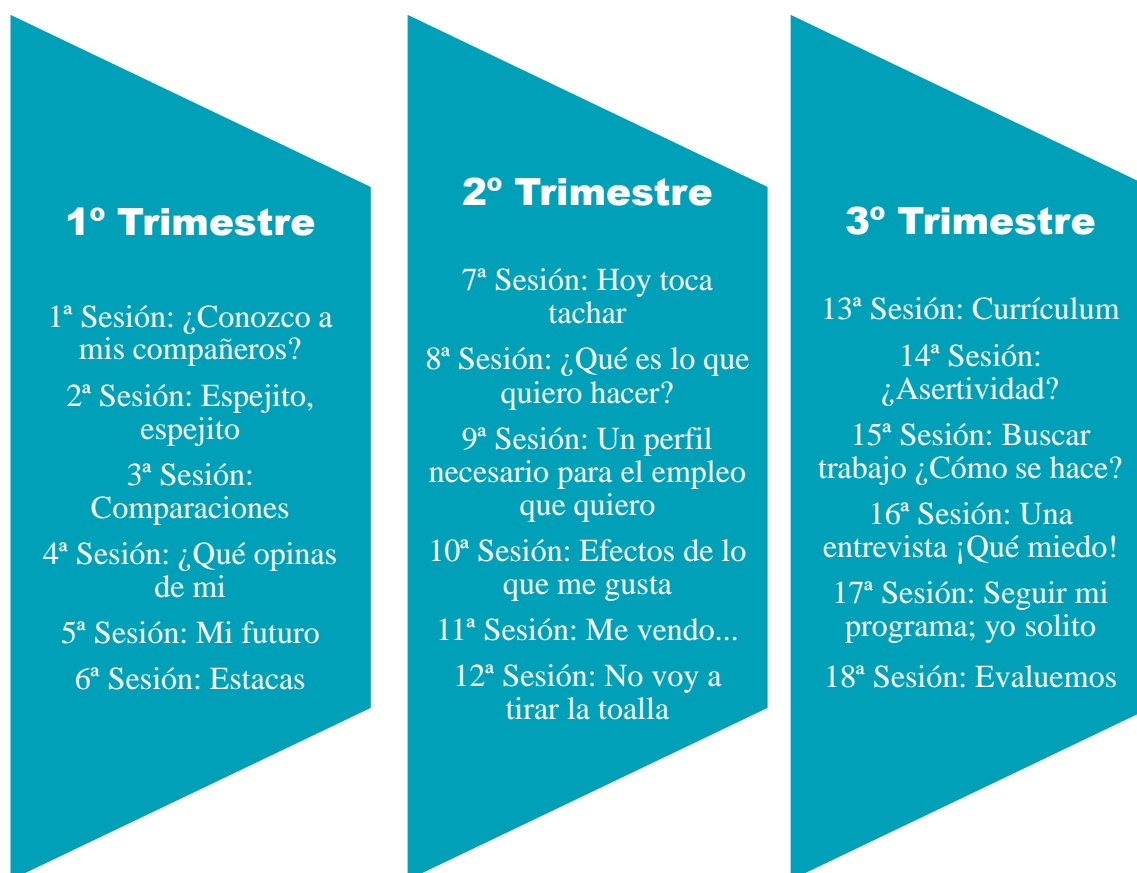 1º Trimestre
1ª Sesión: ¿Conozco a
mis compañeros?
2ª Sesión: Espejito,
espejito
3ª Sesión:
Comparaciones
4ª Sesión: ¿Qué opinas
de mi
5ª Sesión: Mi futuro
6ª Sesión: Estacas
2º Trimestre
7ª Sesión: Hoy toca
tachar
8ª Sesión: ¿Qué es lo que
quiero hacer?
9ª Sesión: Un perfil
necesario para el empleo
que quiero
10ª Sesión: Efectos de lo
que me gusta
11ª Sesión: Me vendo...
12ª Sesión: No voy a
tirar la toalla
3º Trimestre
13ª Sesión: Currículum
14ª Sesión:
¿Asertividad?
15ª Sesión: Buscar
trabajo ¿Cómo se hace?
16ª Sesión: Una
entrevista ¡Qué miedo!
17ª Sesión: Seguir mi
programa; yo solito
18ª Sesión: Evaluemos